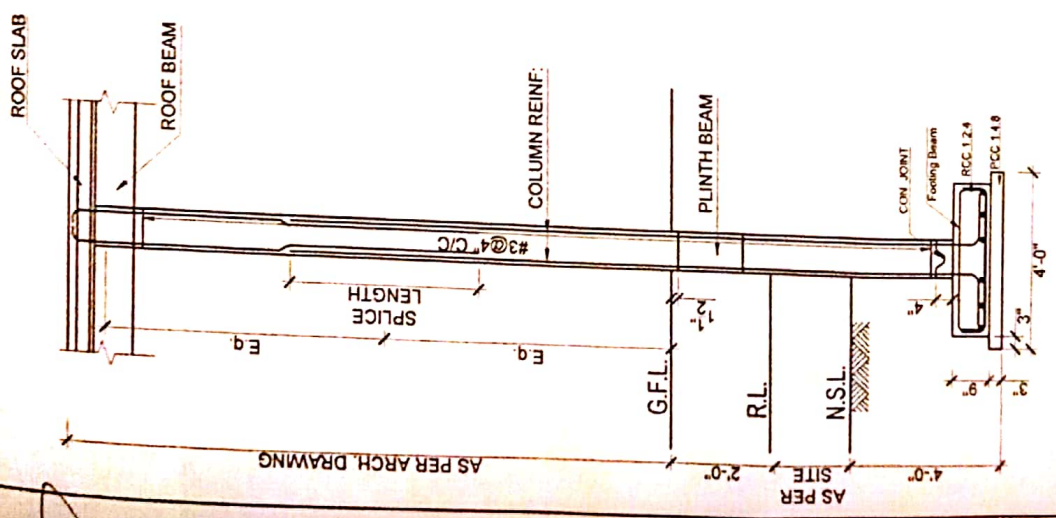 ROOF SLAB
ROOF BEAM
COLUMN REINF:
#3@4" C/C
SPLICE
LENGTH
E.q.
E.q.
PLINTH BEAM
G.F.L.
R.L.
N.S.L.
CON. JOINT
Footing Beam
RCC 1:2:4
PCC 1:4:8
4"
9"
3"
3"
4'-0"
AS PER ARCH. DRAWING
2'-0"
AS PER
SITE
4'-0"